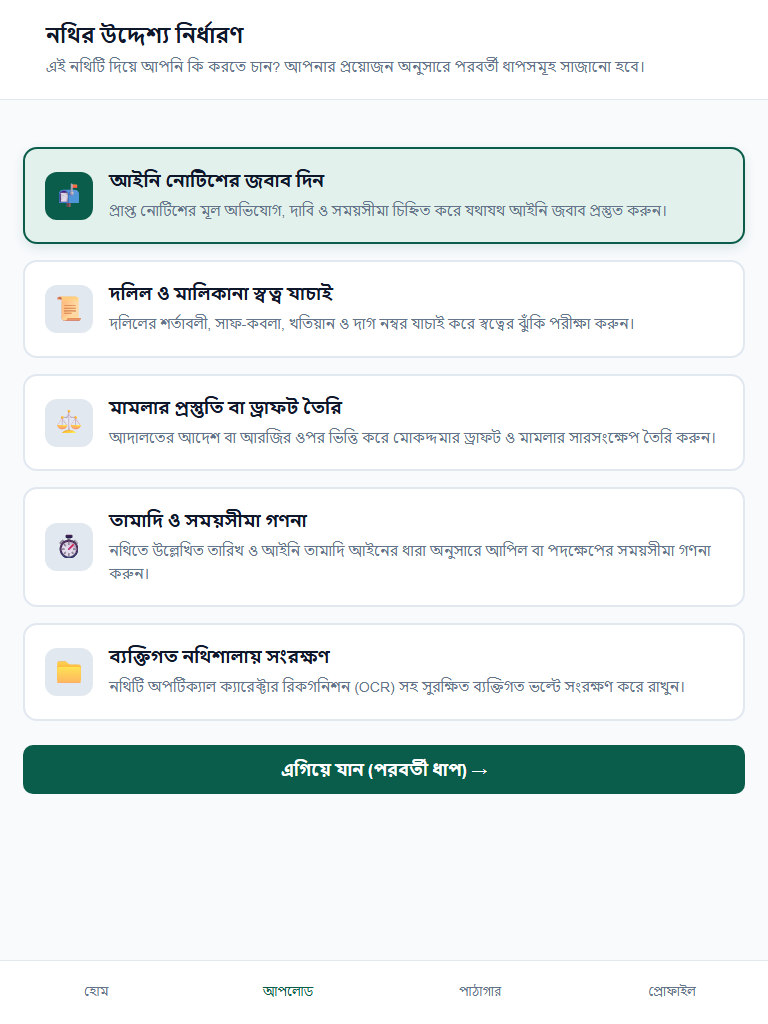 নথির উদ্দেশ্য নির্ধারণ
এই নথিটি দিয়ে আপনি কি করতে চান? আপনার প্রয়োজন অনুসারে পরবর্তী ধাপসমূহ সাজানো হবে।
আইনি নোটিশের জবাব দিন
প্রাপ্ত নোটিশের মূল অভিযোগ, দাবি ও সময়সীমা চিহ্নিত করে যথাযথ আইনি জবাব প্রস্তুত করুন।
দলিল ও মালিকানা স্বত্ব যাচাই
দলিলের শর্তাবলী, সাফ-কবলা, খতিয়ান ও দাগ নম্বর যাচাই করে স্বত্বের ঝুঁকি পরীক্ষা করুন।
মামলার প্রস্তুতি বা ড্রাফট তৈরি
আদালতের আদেশ বা আরজির ওপর ভিত্তি করে মোকদ্দমার ড্রাফট ও মামলার সারসংক্ষেপ তৈরি করুন।
তামাদি ও সময়সীমা গণনা
নথিতে উল্লেখিত তারিখ ও আইনি তামাদি আইনের ধারা অনুসারে আপিল বা পদক্ষেপের সময়সীমা গণনা
করুন।
ব্যক্তিগত নথিশালায় সংরক্ষণ
নথিটি অপটিক্যাল ক্যারেক্টার রিকগনিশন (OCR) সহ সুরক্ষিত ব্যক্তিগত ভল্টে সংরক্ষণ করে রাখুন।
এগিয়ে যান (পরবর্তী ধাপ) →
হোম
আপলোড
পাঠাগার
প্রোফাইল